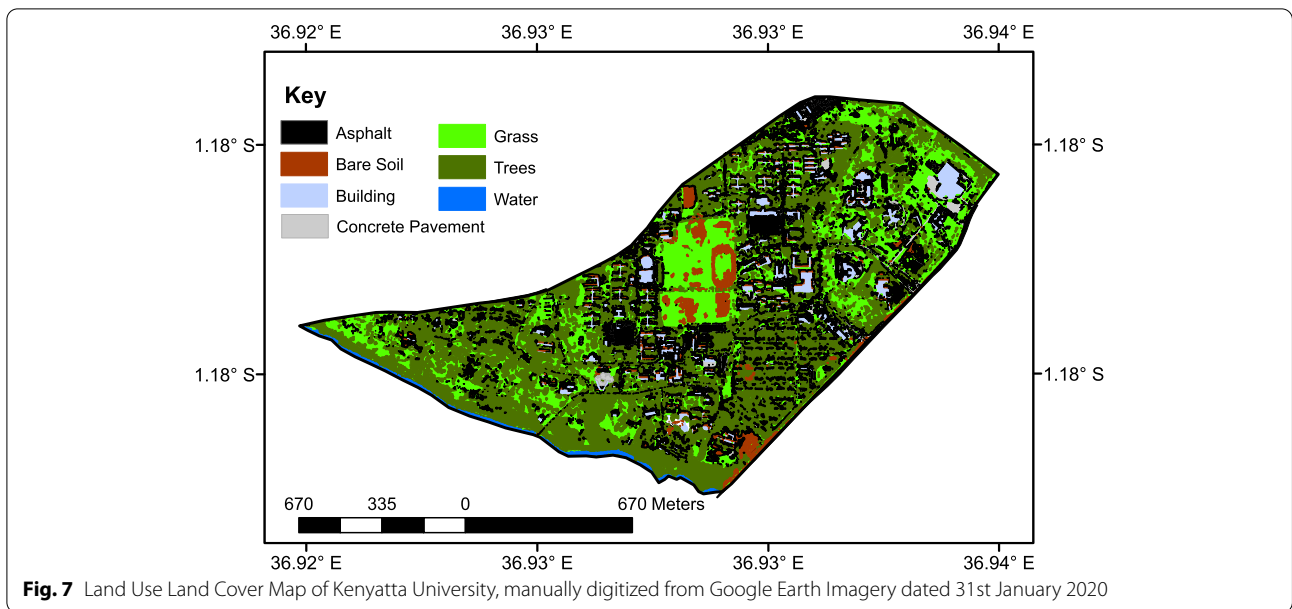 36.92° E 36.93° E 36.93° E 36.94° E
Key
Asphalt
Grass
Bare Soil
Trees
Building
Water
Concrete Pavement
1.18° S 1.18° S
1.18° S 1.18° S
670 335 0 670 Meters
36.92° E 36.93° E 36.93° E 36.94° E
Fig. 7 Land Use Land Cover Map of Kenyatta University, manually digitized from Google Earth Imagery dated 31st January 2020